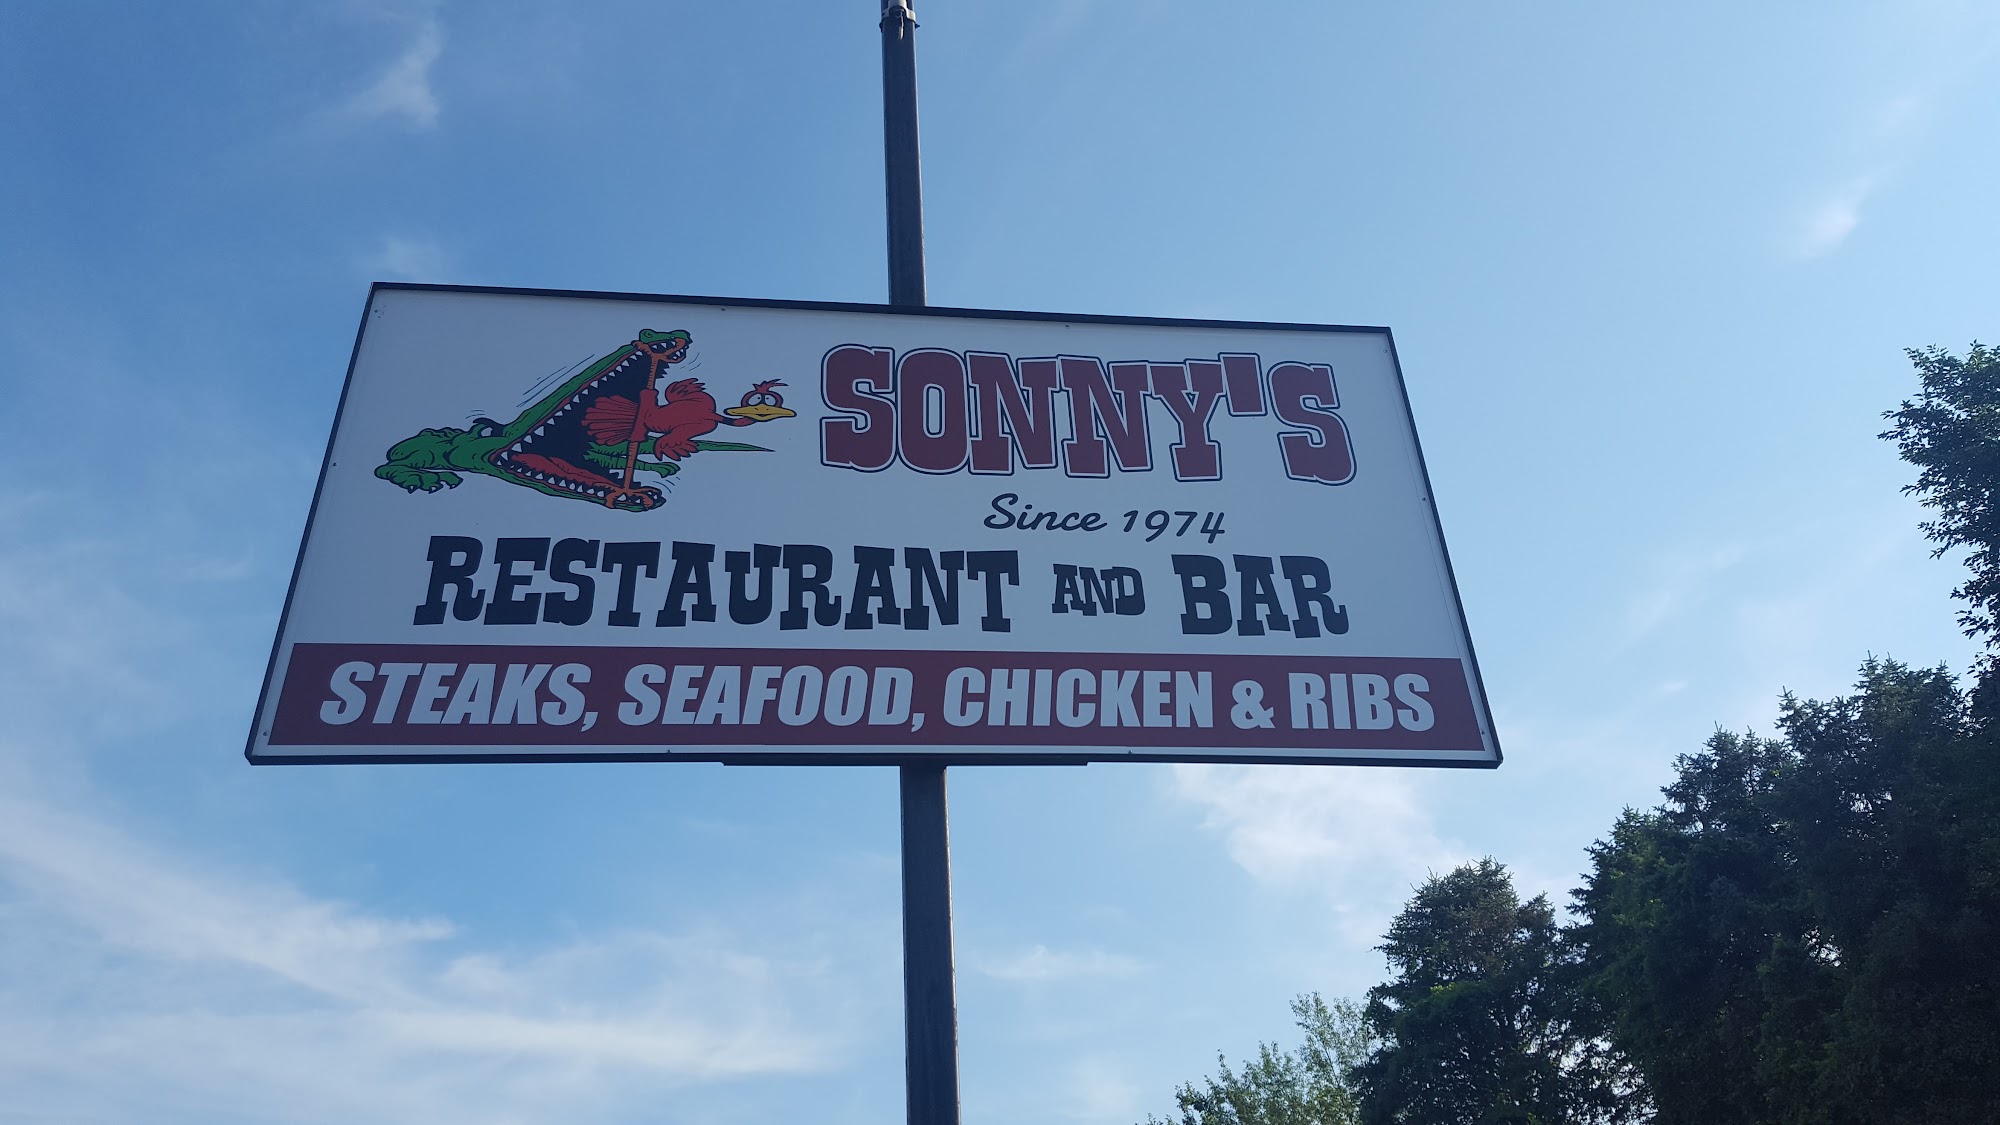 SONNY'S
Since 1974
RESTAURANT AND BAR
STEAKS, SEAFOOD, CHICKEN & RIBS